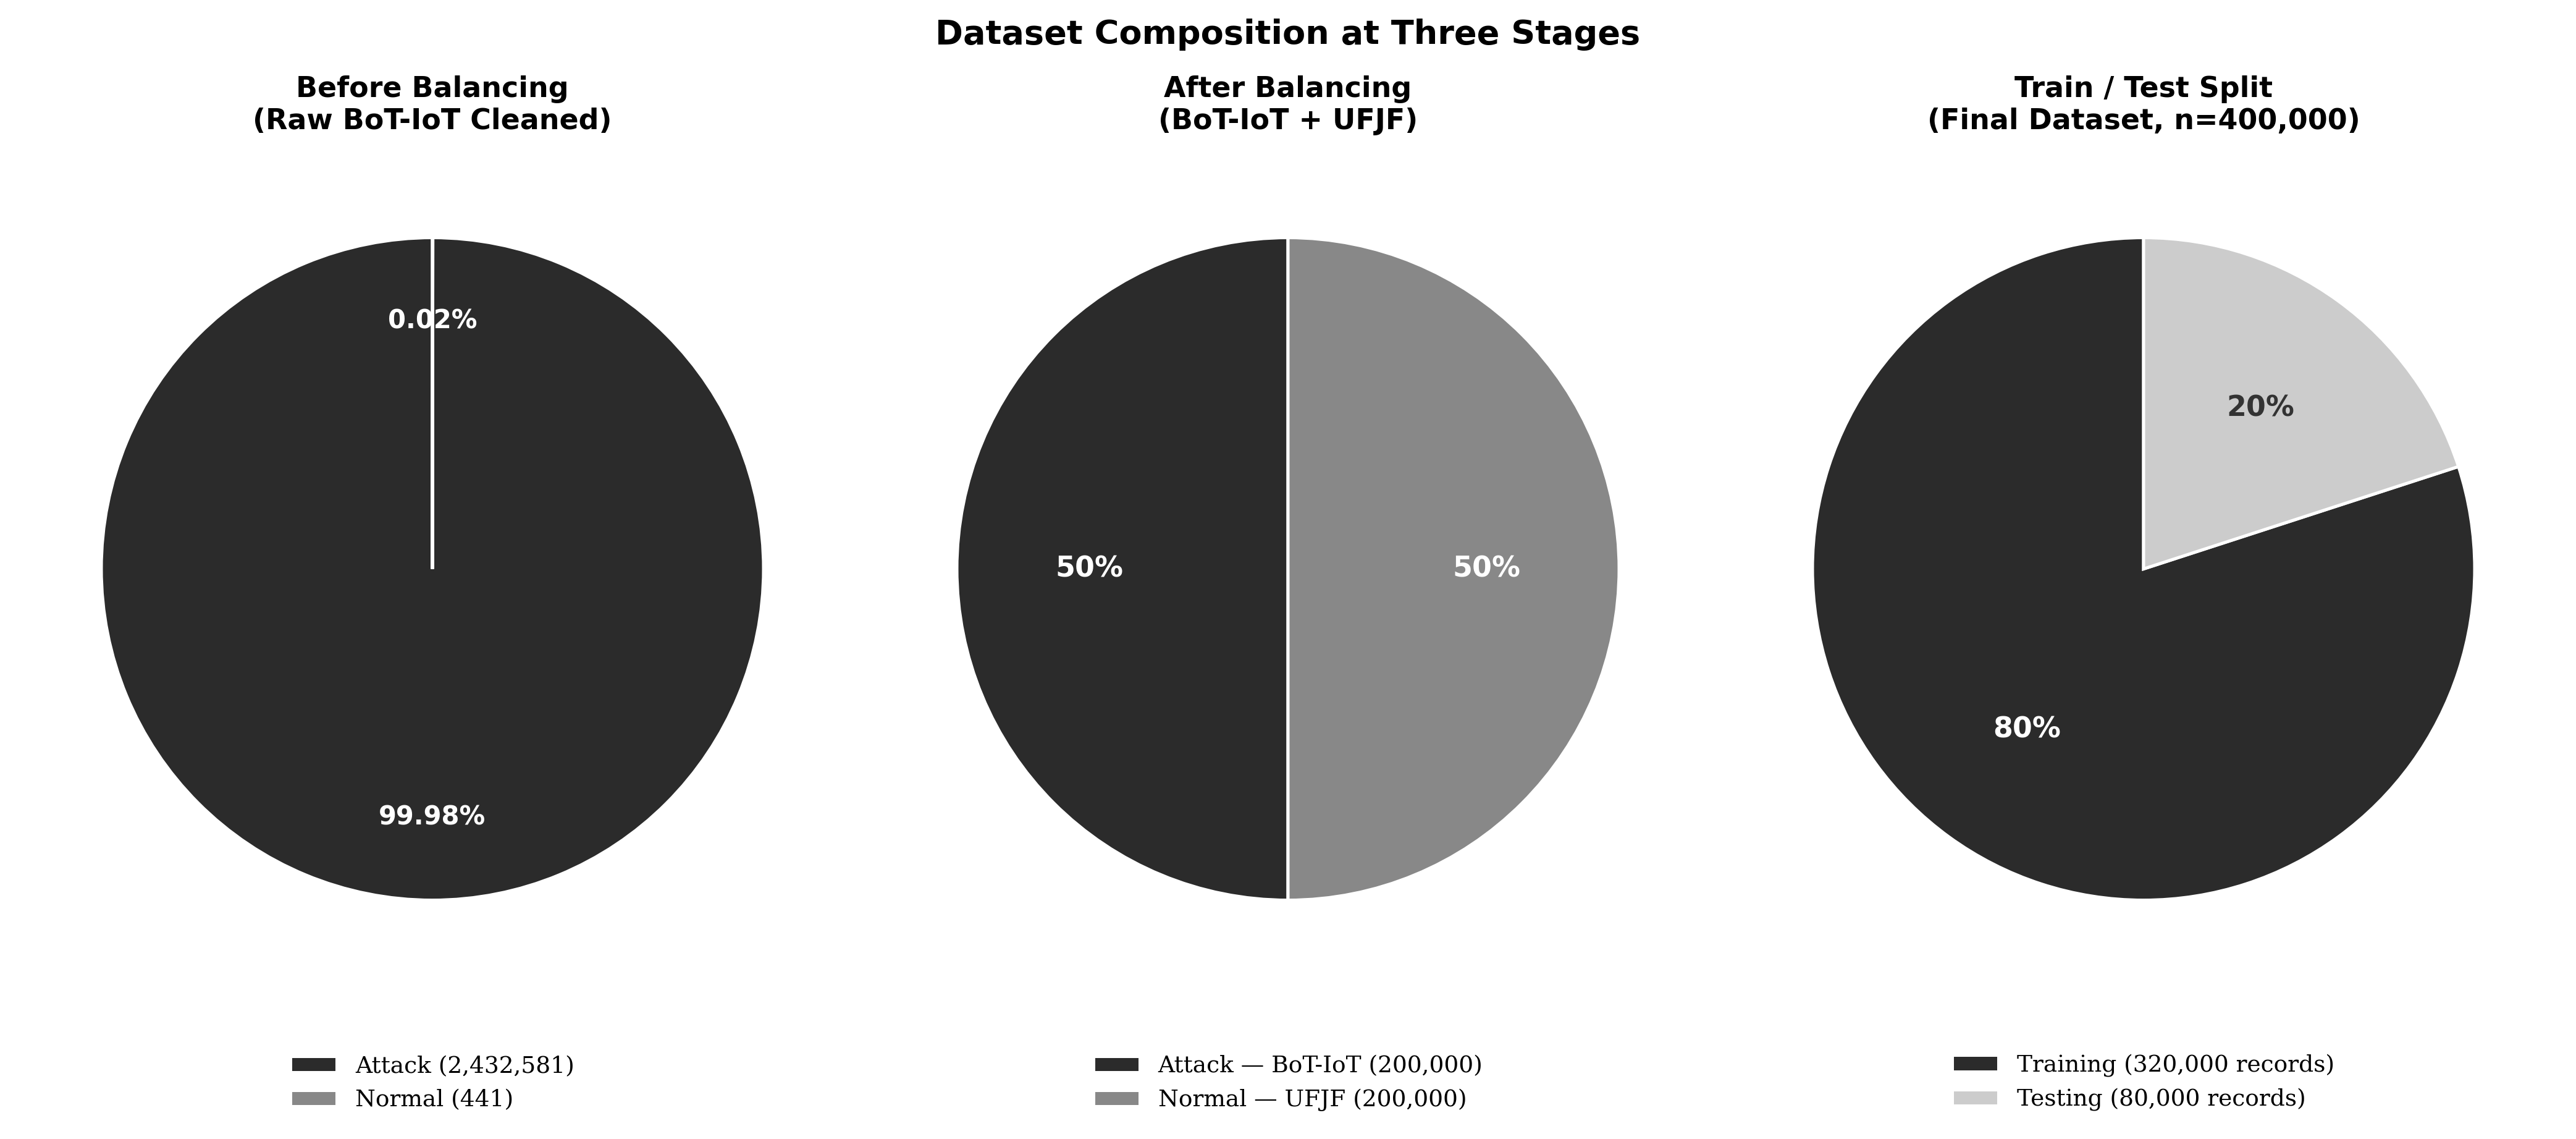 Dataset Composition at Three Stages
Before Balancing
(Raw BoT-IoT Cleaned)
0.02%
99.98%
Attack (2,432,581)
Normal (441)
After Balancing
(BoT-IoT + UFJF)
50%
50%
Attack — BoT-IoT (200,000)
Normal — UFJF (200,000)
Train / Test Split
(Final Dataset, n=400,000)
20%
80%
Training (320,000 records)
Testing (80,000 records)